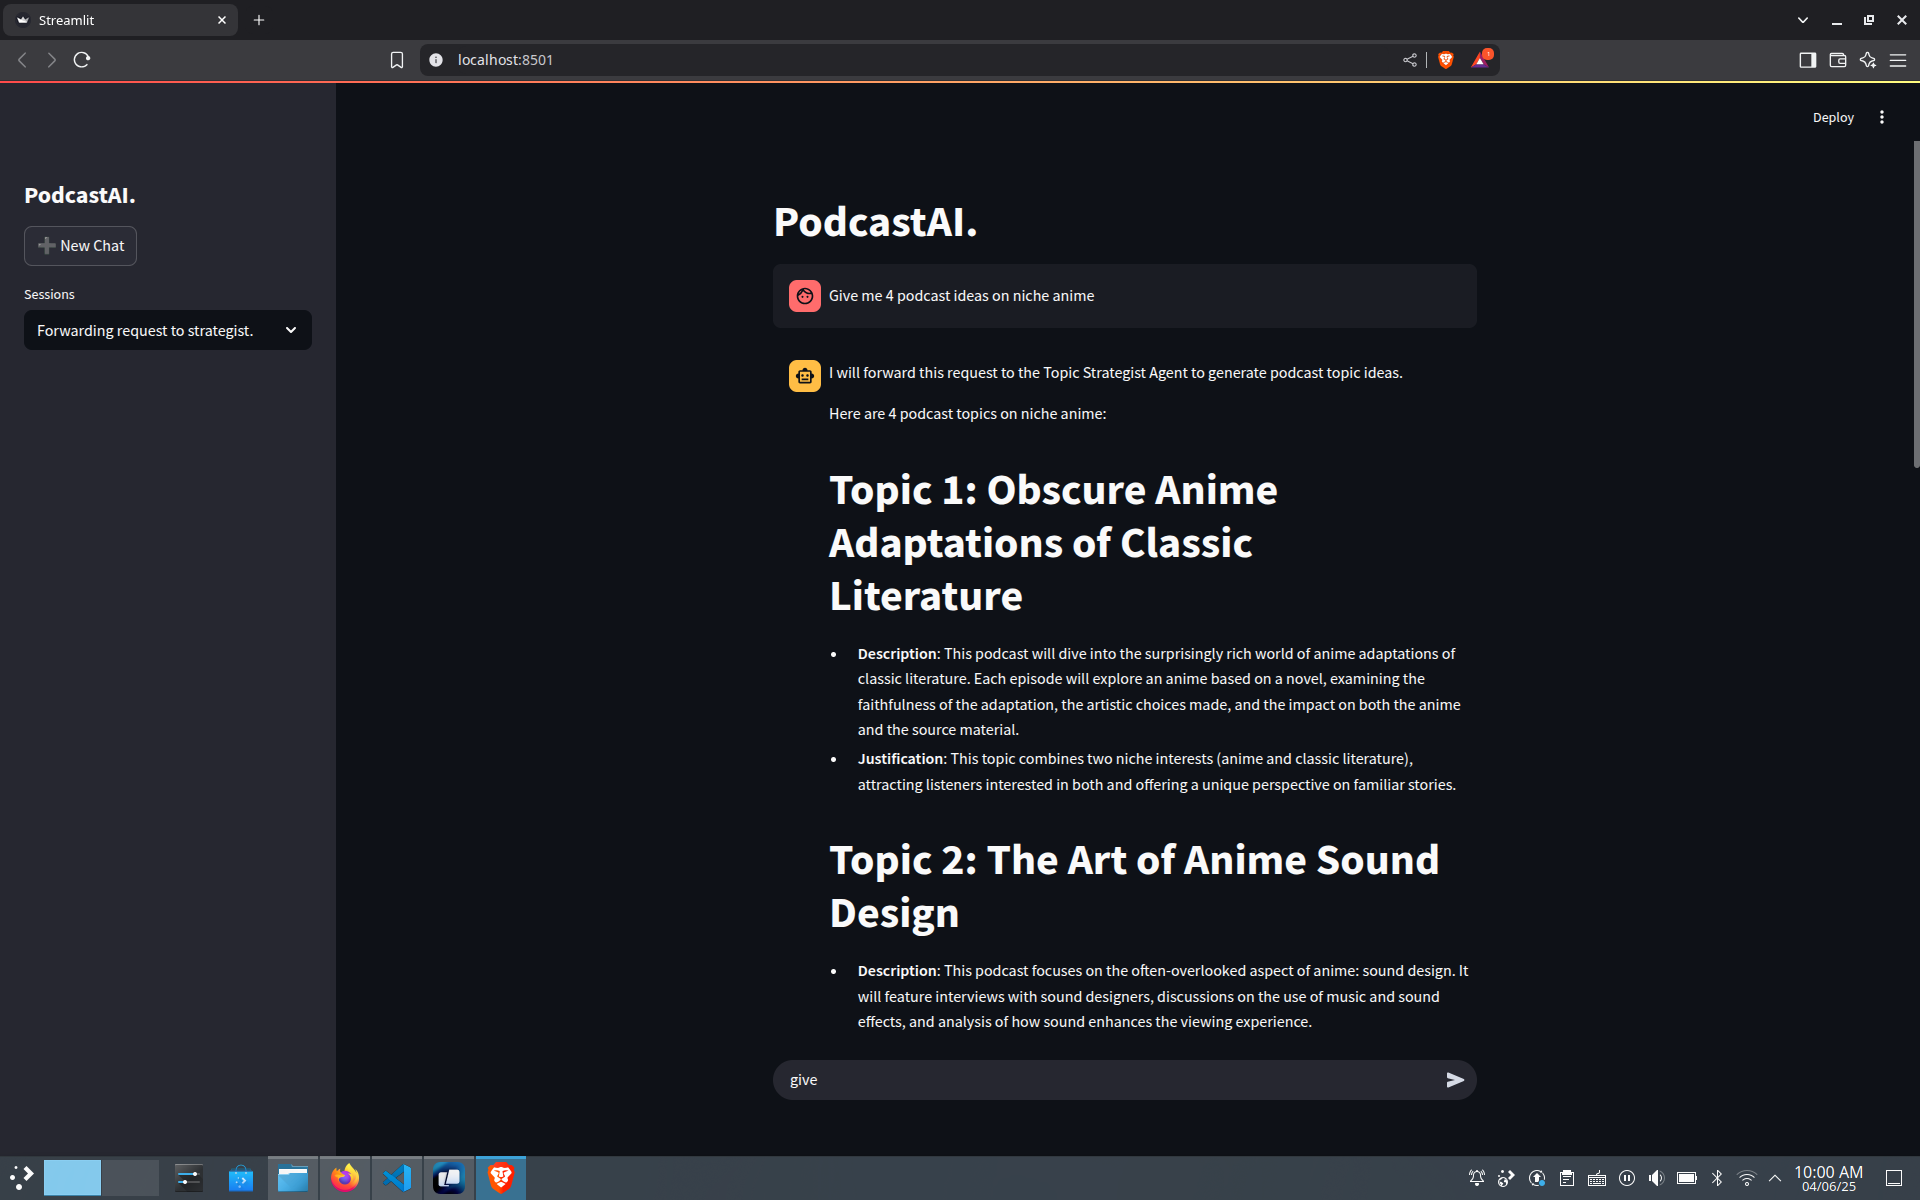 Streamlit
localhost:8501
1
Deploy
PodcastAI.
➕ New Chat
Sessions
Forwarding request to strategist.
PodcastAI.
Give me 4 podcast ideas on niche anime
I will forward this request to the Topic Strategist Agent to generate podcast topic ideas.
Here are 4 podcast topics on niche anime:
Topic 1: Obscure Anime
Adaptations of Classic
Literature
• Description: This podcast will dive into the surprisingly rich world of anime adaptations of
classic literature. Each episode will explore an anime based on a novel, examining the
faithfulness of the adaptation, the artistic choices made, and the impact on both the anime
and the source material.
• Justification: This topic combines two niche interests (anime and classic literature),
attracting listeners interested in both and offering a unique perspective on familiar stories.
Topic 2: The Art of Anime Sound
Design
• Description: This podcast focuses on the often-overlooked aspect of anime: sound design. It
will feature interviews with sound designers, discussions on the use of music and sound
effects, and analysis of how sound enhances the viewing experience.
give
10:00 AM
04/06/25